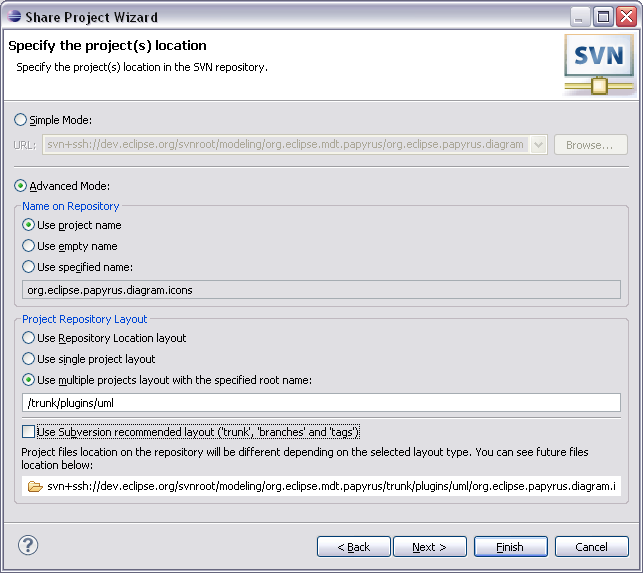 Share Project Wizard
Specify the project(s) location
Specify the project(s) location in the SVN repository.
SVN
Simple Mode:
URL: svn+ssh://dev.eclipse.org/svnroot/modeling/org.eclipse.mdt.papyrus/org.eclipse.papyrus.diagram Browse...
Advanced Mode:
Name on Repository
Use project name
Use empty name
Use specified name:
org.eclipse.papyrus.diagram.icons
Project Repository Layout
Use Repository Location layout
Use single project layout
Use multiple projects layout with the specified root name:
/trunk/plugins/uml
Use Subversion recommended layout ('trunk', 'branches' and 'tags')
Project files location on the repository will be different depending on the selected layout type. You can see future files
location below:
svn+ssh://dev.eclipse.org/svnroot/modeling/org.eclipse.mdt.papyrus/trunk/plugins/uml/org.eclipse.papyrus.diagram.i
? < Back Next > Finish Cancel